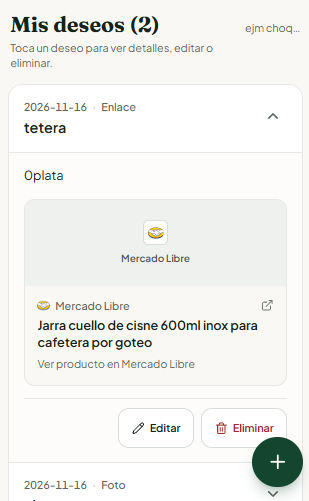 Mis deseos (2)
ejm choq...
Toca un deseo para ver detalles, editar o
eliminar.
2026-11-16 · Enlace
tetera
0plata
Mercado Libre
Mercado Libre
Jarra cuello de cisne 600ml inox para
cafetera por goteo
Ver producto en Mercado Libre
Editar
Eliminar
2026-11-16 · Foto